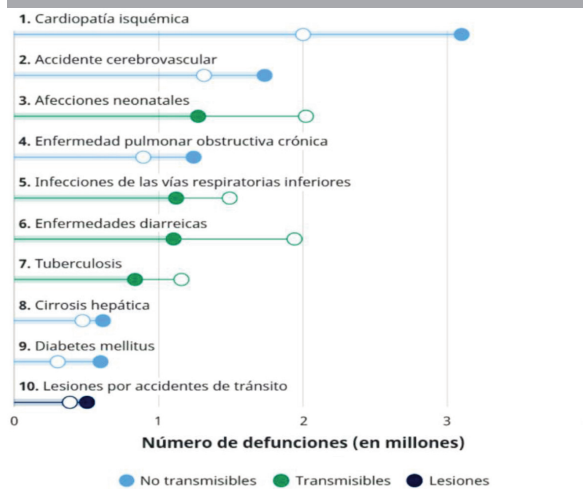 1. Cardiopatía isquémica
2. Accidente cerebrovascular
3. Afecciones neonatales
4. Enfermedad pulmonar obstructiva crónica
5. Infecciones de las vías respiratorias inferiores
6. Enfermedades diarreicas
7. Tuberculosis
8. Cirrosis hepática
9. Diabetes mellitus
10. Lesiones por accidentes de tránsito
0 1 2 3
Número de defunciones (en millones)
No transmisibles Transmisibles Lesiones